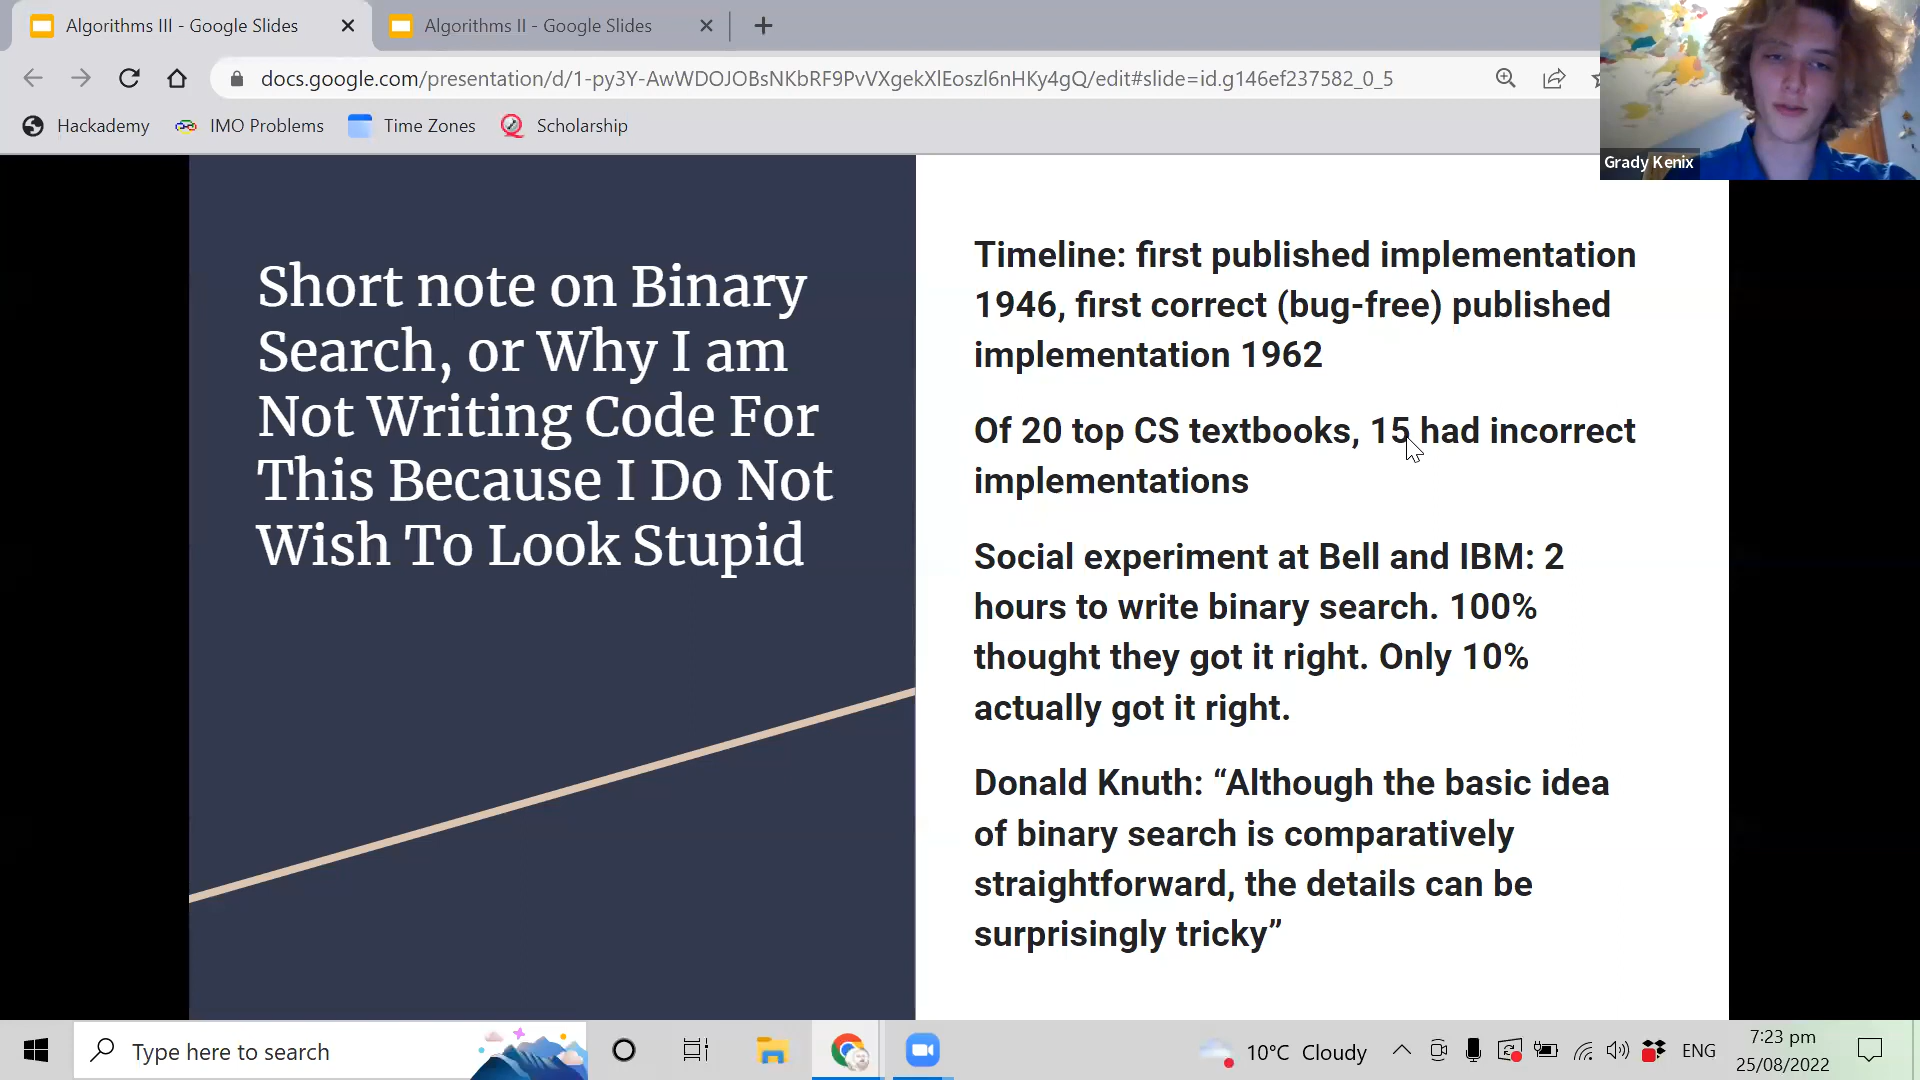 Algorithms III - Google Slides
Algorithms II - Google Slides
docs.google.com/presentation/d/1-py3Y-AwWDOJOBsNKbRF9PvVXgekXlEoszl6nHKy4gQ/edit#slide=id.g146ef237582_0_5
Hackademy
IMO Problems
Time Zones
Scholarship
Grady Kenix
Short note on Binary
Search, or Why I am
Not Writing Code For
This Because I Do Not
Wish To Look Stupid
Timeline: first published implementation
1946, first correct (bug-free) published
implementation 1962
Of 20 top CS textbooks, 15 had incorrect
implementations
Social experiment at Bell and IBM: 2
hours to write binary search. 100%
thought they got it right. Only 10%
actually got it right.
Donald Knuth: “Although the basic idea
of binary search is comparatively
straightforward, the details can be
surprisingly tricky”
Type here to search
10°C Cloudy
ENG
7:23 pm
25/08/2022